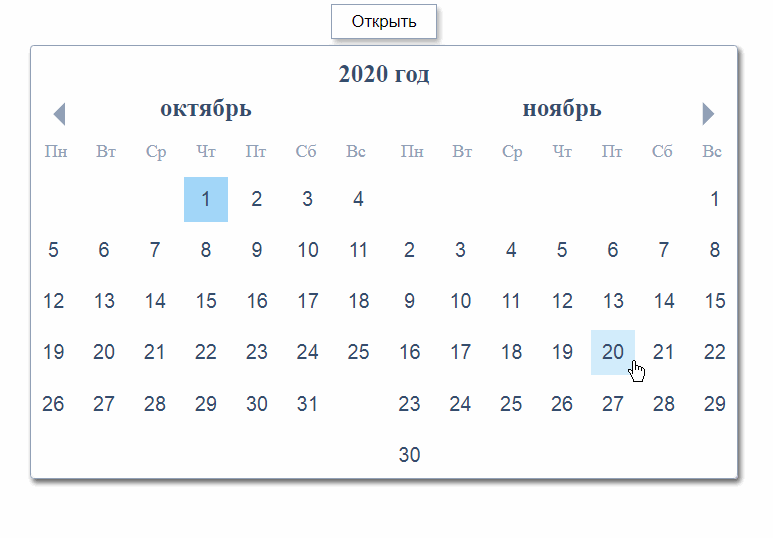 Открыть
2020 год
октябрь ноябрь
Пн Вт Ср Чт Пт Сб Вс Пн Вт Ср Чт Пт Сб Вс
1 2 3 4 1
5 6 7 8 9 10 11 2 3 4 5 6 7 8
12 13 14 15 16 17 18 9 10 11 12 13 14 15
19 20 21 22 23 24 25 16 17 18 19 20 21 22
26 27 28 29 30 31 23 24 25 26 27 28 29
30